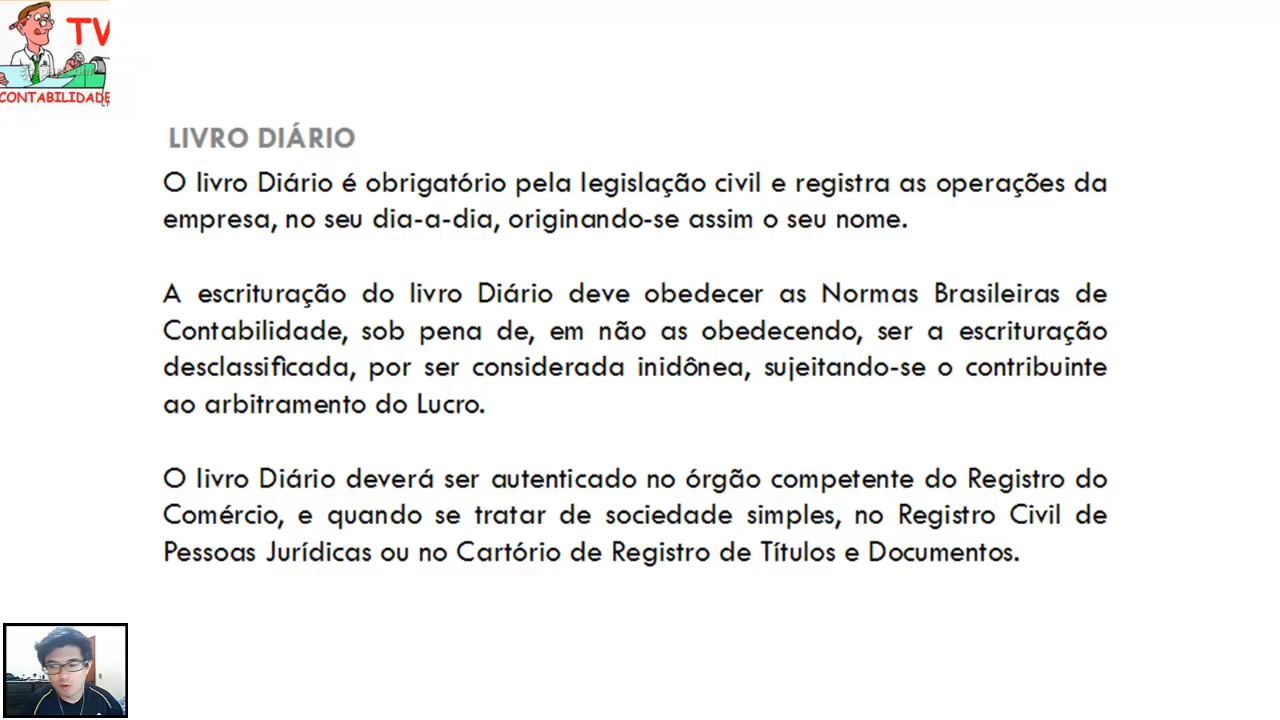 TV
CONTABILIDADE
LIVRO DIÁRIO
O livro Diário é obrigatório pela legislação civil e registra as operações da
empresa, no seu dia-a-dia, originando-se assim o seu nome.
A escrituração do livro Diário deve obedecer as Normas Brasileiras de
Contabilidade, sob pena de, em não as obedecendo, ser a escrituração
desclassificada, por ser considerada inidônea, sujeitando-se o contribuinte
ao arbitramento do Lucro.
O livro Diário deverá ser autenticado no órgão competente do Registro do
Comércio, e quando se tratar de sociedade simples, no Registro Civil de
Pessoas Jurídicas ou no Cartório de Registro de Títulos e Documentos.